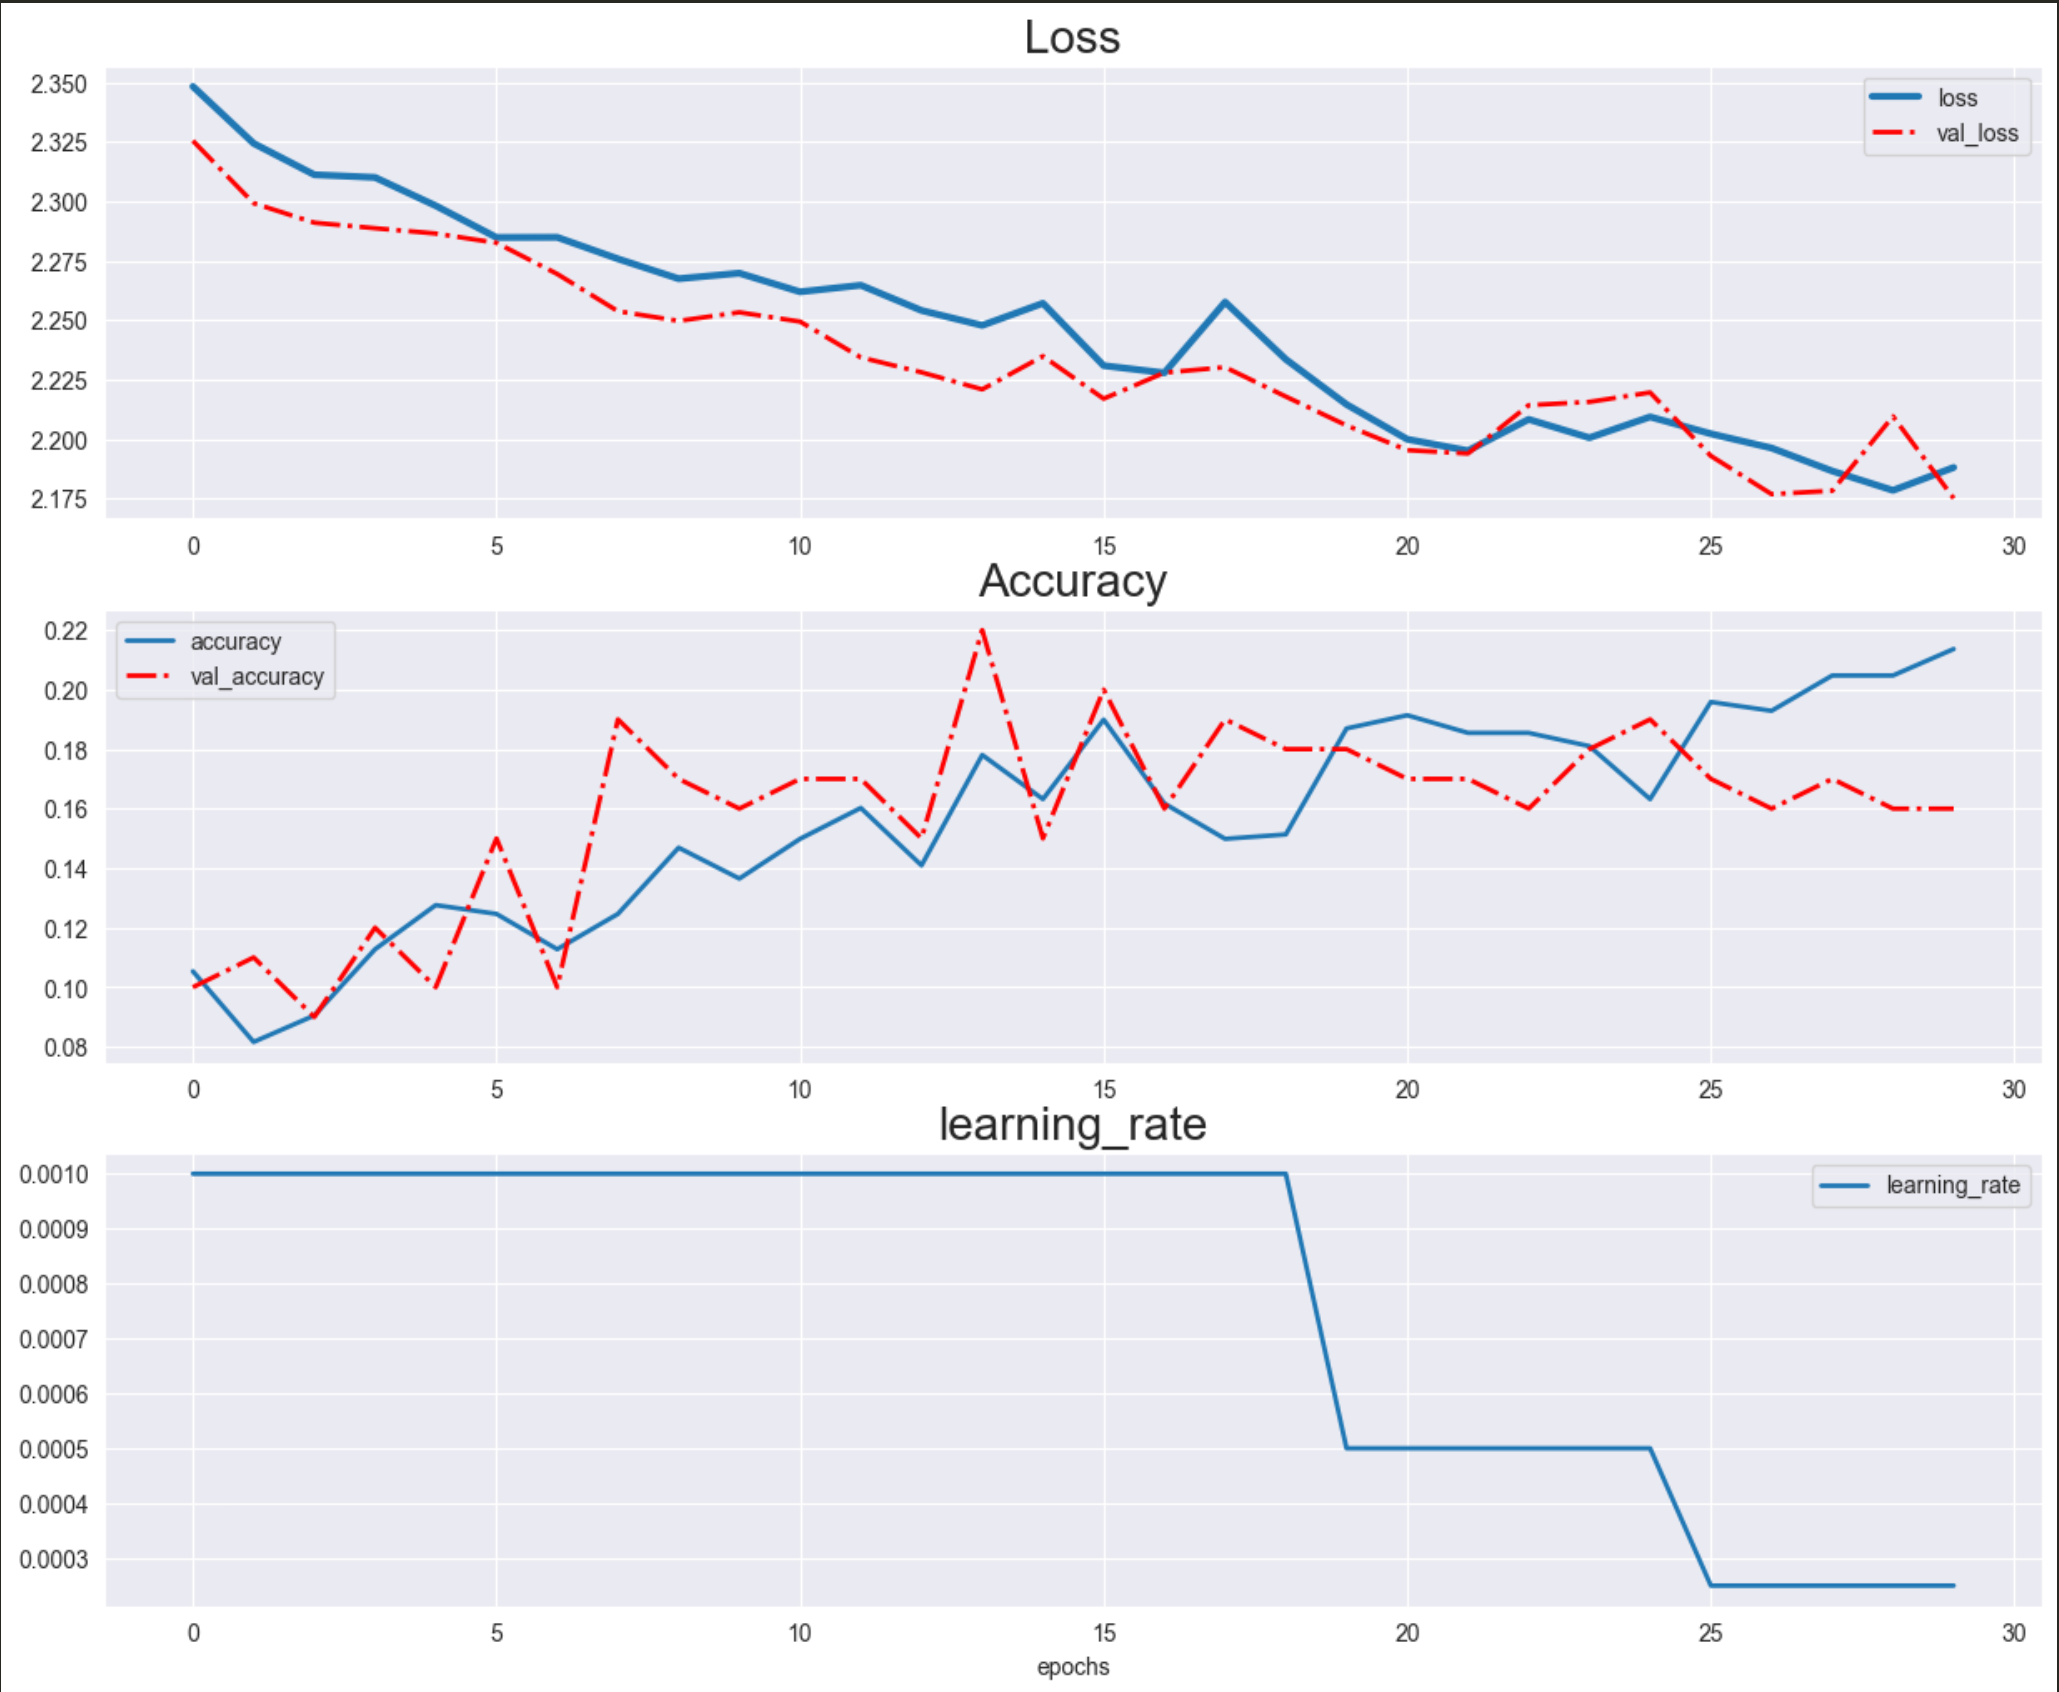 Loss
2.350
2.325
2.300
2.275
2.250
2.225
2.200
2.175
loss
val_loss
0 5 10 15 20 25 30
Accuracy
0.22
0.20
0.18
0.16
0.14
0.12
0.10
0.08
accuracy
val_accuracy
0 5 10 15 20 25 30
learning_rate
0.0010
0.0009
0.0008
0.0007
0.0006
0.0005
0.0004
0.0003
learning_rate
0 5 10 15 20 25 30
epochs